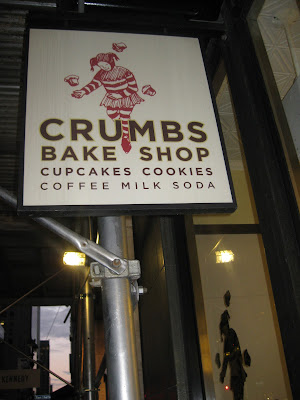 CRUMBS
BAKE SHOP
CUPCAKES COOKIES
COFFEE MILK SODA